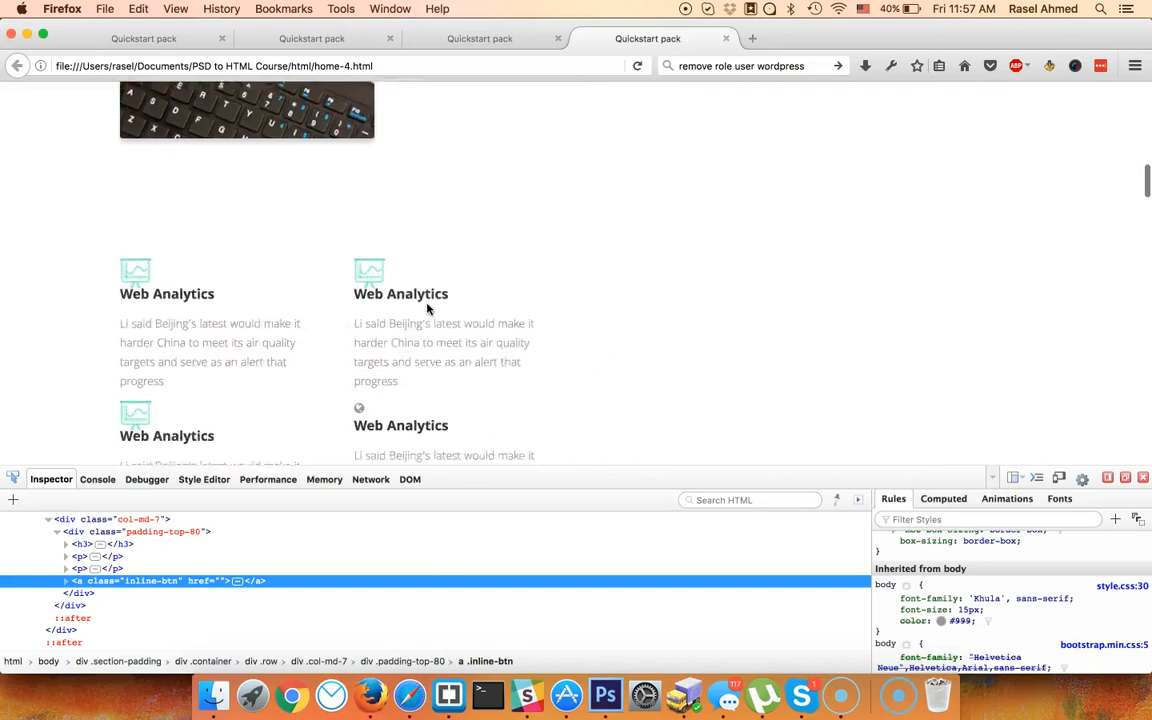 Firefox File Edit View History Bookmarks Tools Window Help 40% Fri 11:57 AM Rasel Ahmed
Quickstart pack Quickstart pack Quickstart pack Quickstart pack
file:///Users/rasel/Documents/PSD to HTML Course/html/home-4.html remove role user wordpress
Web Analytics Web Analytics
Li said Beijing's latest would make it Li said Beijing's latest would make it
harder China to meet its air quality harder China to meet its air quality
targets and serve as an alert that targets and serve as an alert that
progress progress
Web Analytics Web Analytics
Li said Beijing's latest would make it
Inspector Console Debugger Style Editor Performance Memory Network DOM
Search HTML Rules Computed Animations Fonts
Filter Styles
<div class="col-md-7">
<div class="padding-top-80">
<h3></h3>
<p></p>
<p></p>
<a class="inline-btn" href=""></a>
</div>
</div>
::after
</div>
::after
box-sizing: border-box;
}
Inherited from body
body { style.css:30
font-family: 'Khula', sans-serif;
font-size: 15px;
color: #999;
}
body { bootstrap.min.css:5
font-family: "Helvetica
Neue",Helvetica,Arial,sans-serif;
html body div .section-padding div .container div .row div .col-md-7 div .padding-top-80 a .inline-btn
Ps 117 1